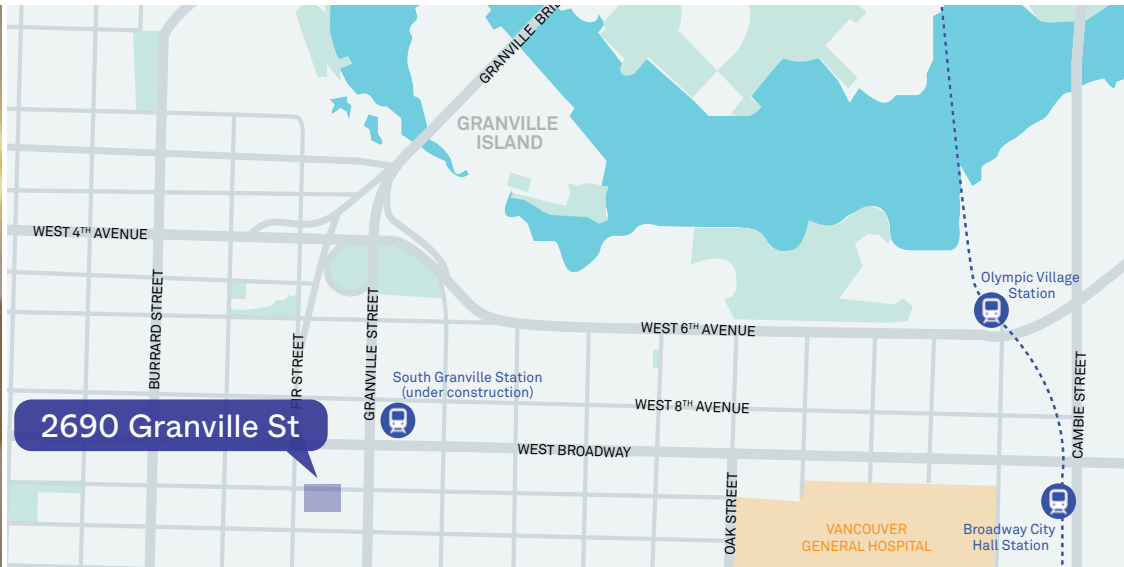 GRANVILLE BRI
GRANVILLE
ISLAND
WEST 4TH AVENUE
BURRARD STREET
FIR STREET
GRANVILLE STREET
Olympic Village
Station
WEST 6TH AVENUE
South Granville Station
(under construction)
WEST 8TH AVENUE
CAMBIE STREET
2690 Granville St
WEST BROADWAY
OAK STREET
VANCOUVER
GENERAL HOSPITAL
Broadway City
Hall Station